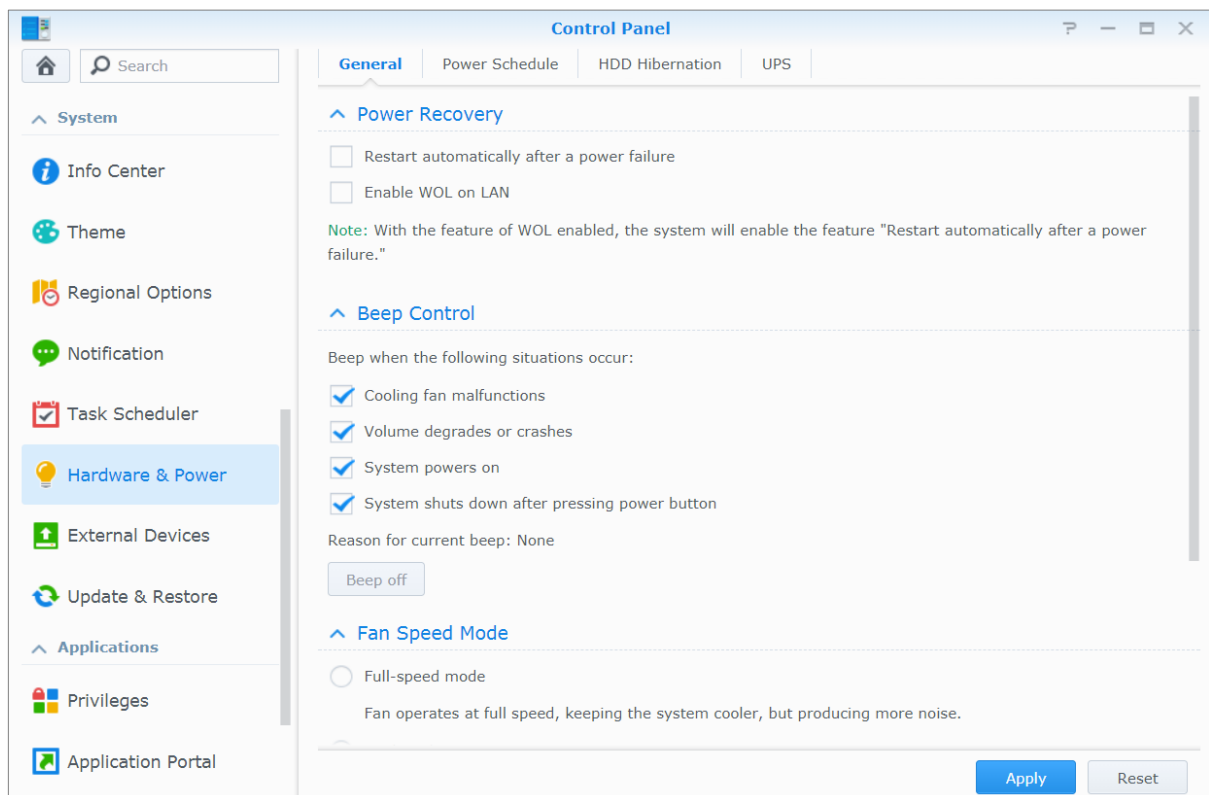 Control Panel
Search
System
Info Center
Theme
Regional Options
Notification
Task Scheduler
Hardware & Power
External Devices
Update & Restore
Applications
Privileges
Application Portal
General
Power Schedule
HDD Hibernation
UPS
Power Recovery
Restart automatically after a power failure
Enable WOL on LAN
Note: With the feature of WOL enabled, the system will enable the feature "Restart automatically after a power
failure."
Beep Control
Beep when the following situations occur:
Cooling fan malfunctions
Volume degrades or crashes
System powers on
System shuts down after pressing power button
Reason for current beep: None
Beep off
Fan Speed Mode
Full-speed mode
Fan operates at full speed, keeping the system cooler, but producing more noise.
Apply
Reset